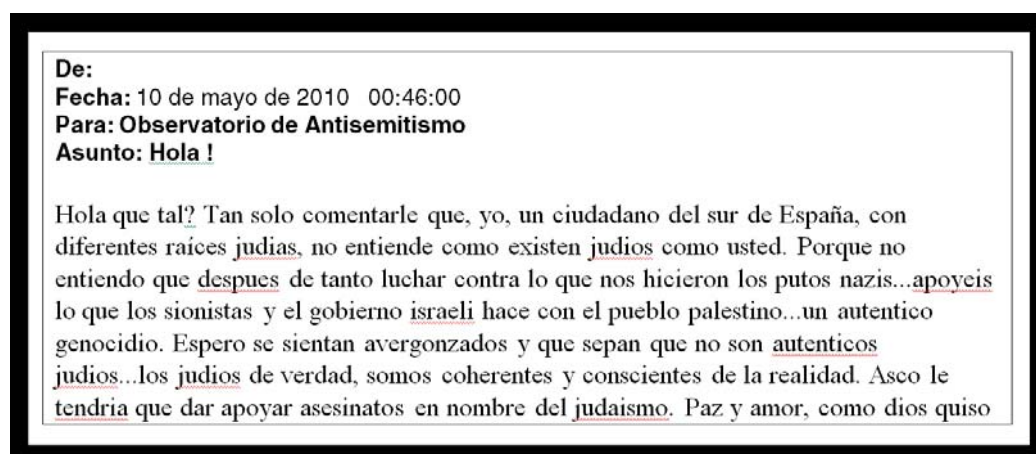 De:
Fecha: 10 de mayo de 2010 00:46:00
Para: Observatorio de Antisemitismo
Asunto: Hola !
Hola que tal? Tan solo comentarle que, yo, un ciudadano del sur de España, con
diferentes raíces judias, no entiende como existen judios como usted. Porque no
entiendo que despues de tanto luchar contra lo que nos hicieron los putos nazis...apoyeis
lo que los sionistas y el gobierno israeli hace con el pueblo palestino...un autentico
genocidio. Espero se sientan avergonzados y que sepan que no son autenticos
judios...los judios de verdad, somos coherentes y conscientes de la realidad. Asco le
tendria que dar apoyar asesinatos en nombre del judaismo. Paz y amor, como dios quiso